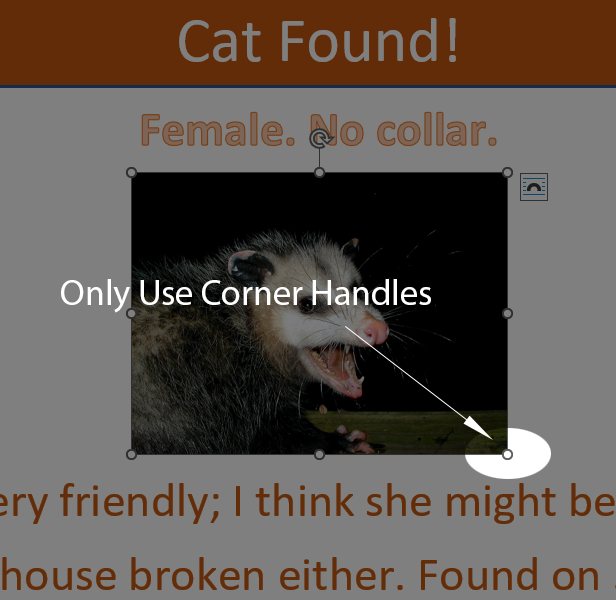 Cat Found!
Female. No collar.
Only Use Corner Handles
ery friendly; I think she might be
house broken either. Found on